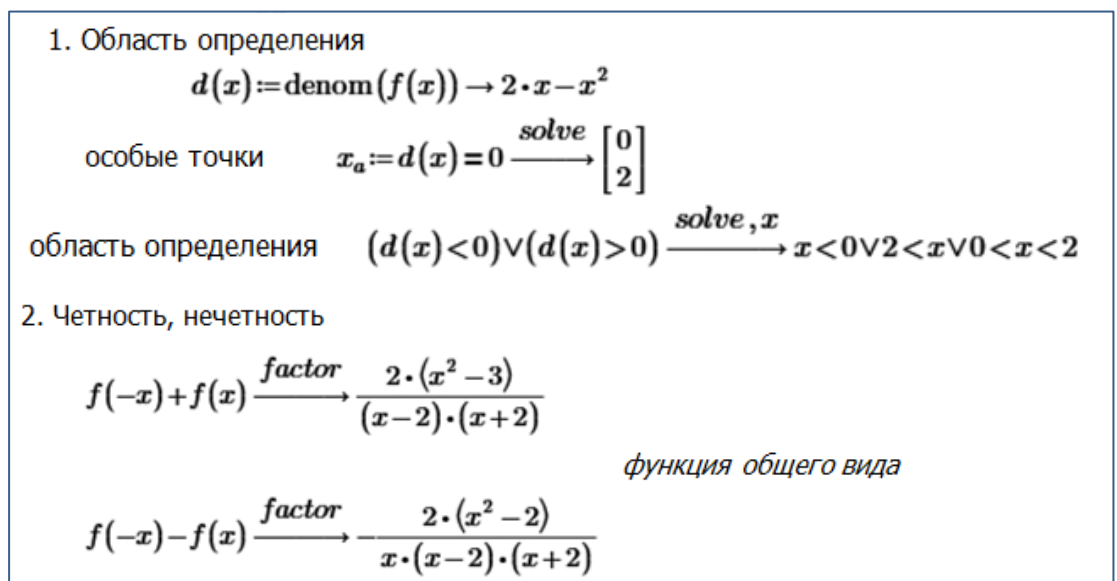 1. Область определения
d(x):=denom(f(x)) → 2·x−x²
особые точки xₐ:=d(x)=0 solve → [0 2]
область определения (d(x)<0)∨(d(x)>0) solve,x → x<0∨2<x∨0<x<2
2. Четность, нечетность
f(−x)+f(x) factor → 2·(x²−3) / (x−2)·(x+2)
функция общего вида
f(−x)−f(x) factor → −2·(x²−2) / x·(x−2)·(x+2)